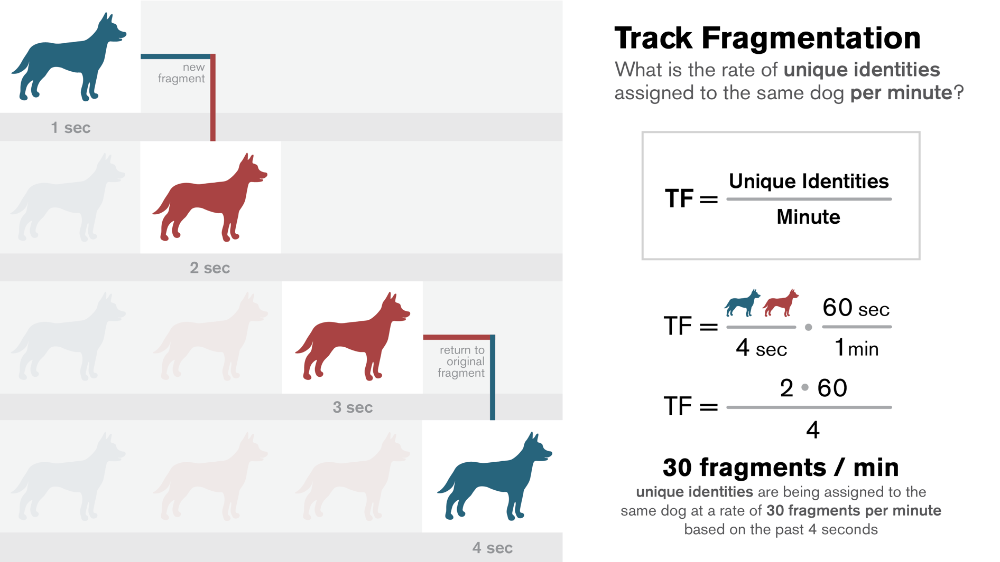 new
fragment
1 sec
2 sec
return to
original
fragment
3 sec
4 sec
Track Fragmentation
What is the rate of unique identities
assigned to the same dog per minute?
TF = Unique Identities
Minute
TF = • 60 sec
4 sec 1 min
TF = 2 • 60
4
30 fragments / min
unique identities are being assigned to the
same dog at a rate of 30 fragments per minute
based on the past 4 seconds